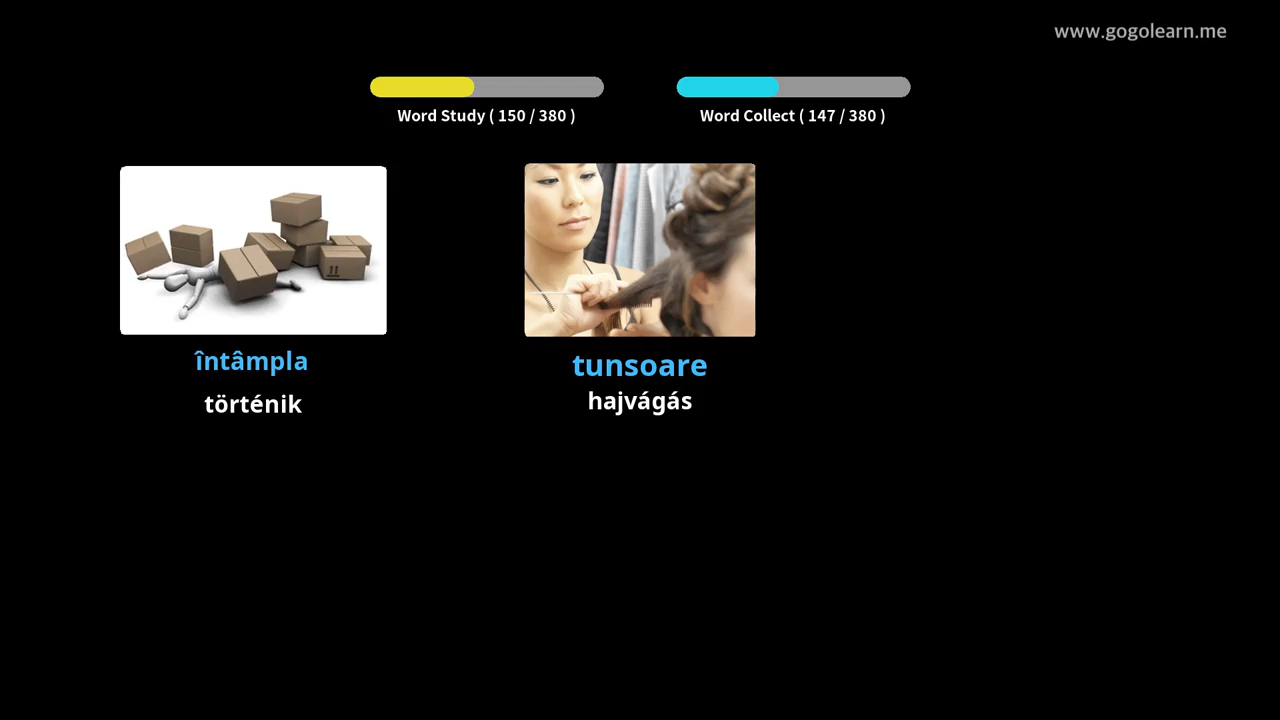 www.gogolearn.me
Word Study ( 150 / 380 )
Word Collect ( 147 / 380 )
întâmpla
történik
tunsoare
hajvágás